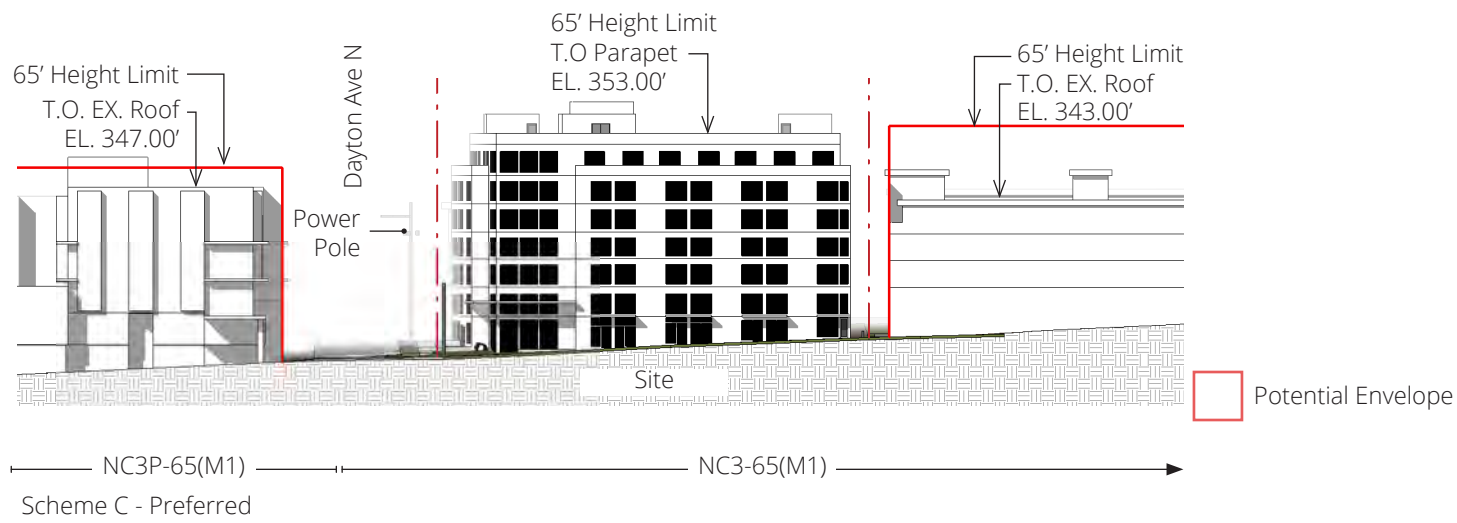 65’ Height Limit
T.O. EX. Roof
EL. 347.00’
Dayton Ave N
Power
Pole
65’ Height Limit
T.O Parapet
EL. 353.00’
65’ Height Limit
T.O. EX. Roof
EL. 343.00’
Site
Potential Envelope
NC3P-65(M1)
NC3-65(M1)
Scheme C - Preferred